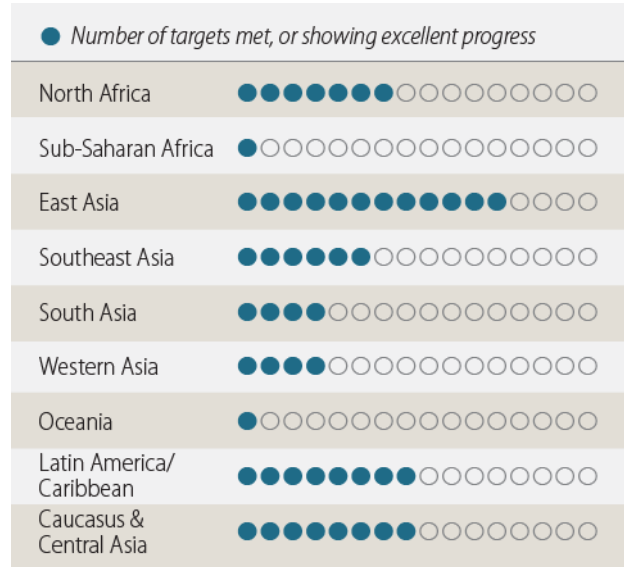 Number of targets met, or showing excellent progress
North Africa
Sub-Saharan Africa
East Asia
Southeast Asia
South Asia
Western Asia
Oceania
Latin America/
Caribbean
Caucasus &
Central Asia